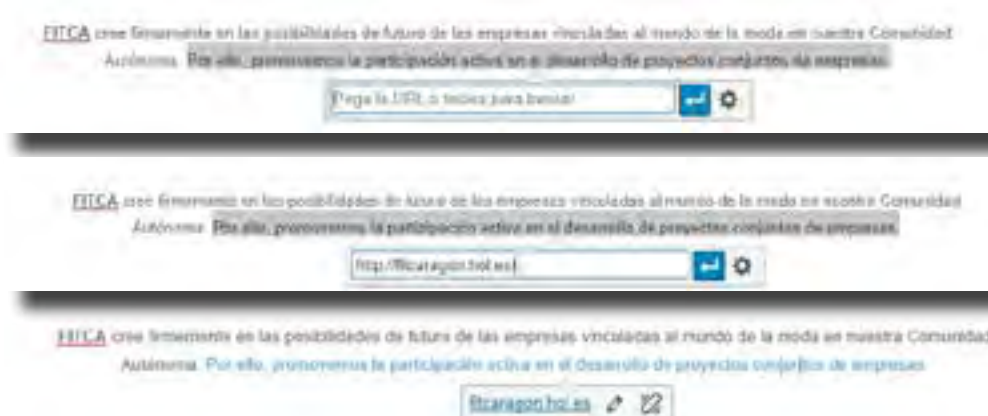 FITCA cree firmemente en las posibilidades de futuro de las empresas vinculadas al mundo de la moda en nuestra Comunidad
Autónoma. Por ello, promovemos la participación activa en el desarrollo de proyectos conjuntos de empresas.
Pega la URL o teclea para buscar
FITCA cree firmemente en las posibilidades de futuro de las empresas vinculadas al mundo de la moda en nuestra Comunidad
Autónoma. Por ello, promovemos la participación activa en el desarrollo de proyectos conjuntos de empresas.
http://fitcaragon.hol.es
FITCA cree firmemente en las posibilidades de futuro de las empresas vinculadas al mundo de la moda en nuestra Comunidad
Autónoma. Por ello, promovemos la participación activa en el desarrollo de proyectos conjuntos de empresas.
fitcaragon.hol.es